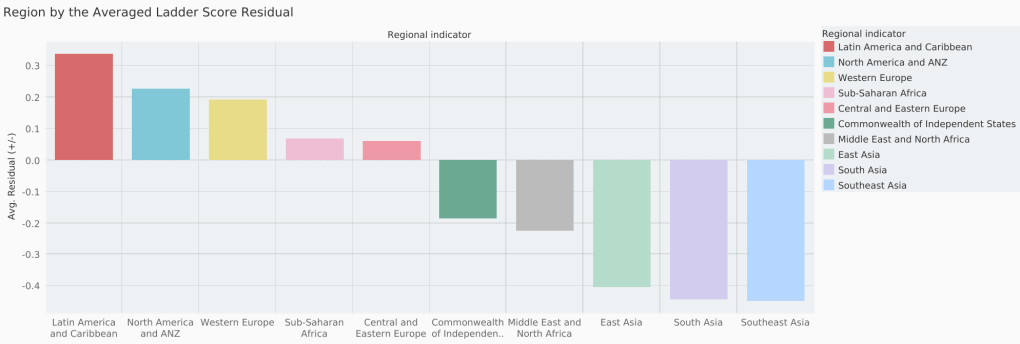 Region by the Averaged Ladder Score Residual
Regional indicator
Avg. Residual (+/-)
0.3
0.2
0.1
0.0
-0.1
-0.2
-0.3
-0.4
Latin America
and Caribbean
North America
and ANZ
Western Europe
Sub-Saharan
Africa
Central and
Eastern Europe
Commonwealth
of Independen..
Middle East and
North Africa
East Asia
South Asia
Southeast Asia
Regional indicator
Latin America and Caribbean
North America and ANZ
Western Europe
Sub-Saharan Africa
Central and Eastern Europe
Commonwealth of Independent States
Middle East and North Africa
East Asia
South Asia
Southeast Asia